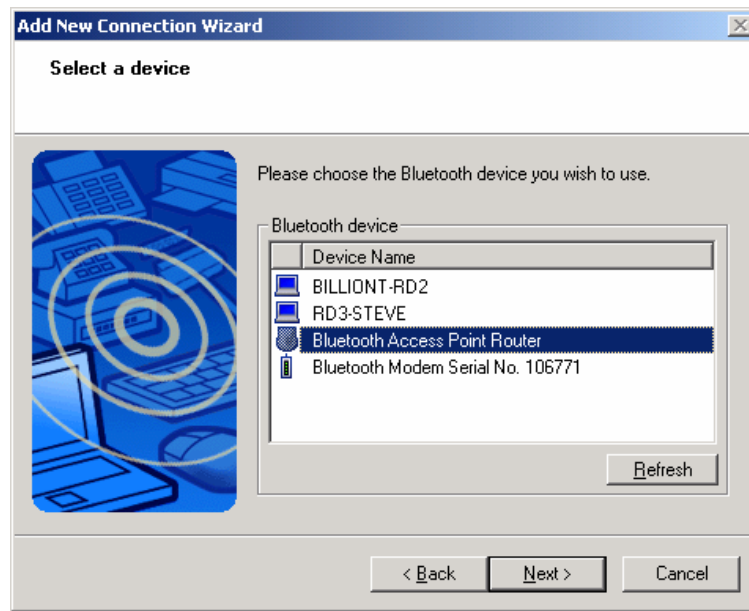 Add New Connection Wizard
Select a device
Please choose the Bluetooth device you wish to use.
Bluetooth device
Device Name
BILLIONT-RD2
RD3-STEVE
Bluetooth Access Point Router
Bluetooth Modem Serial No. 106771
Refresh
< Back Next > Cancel